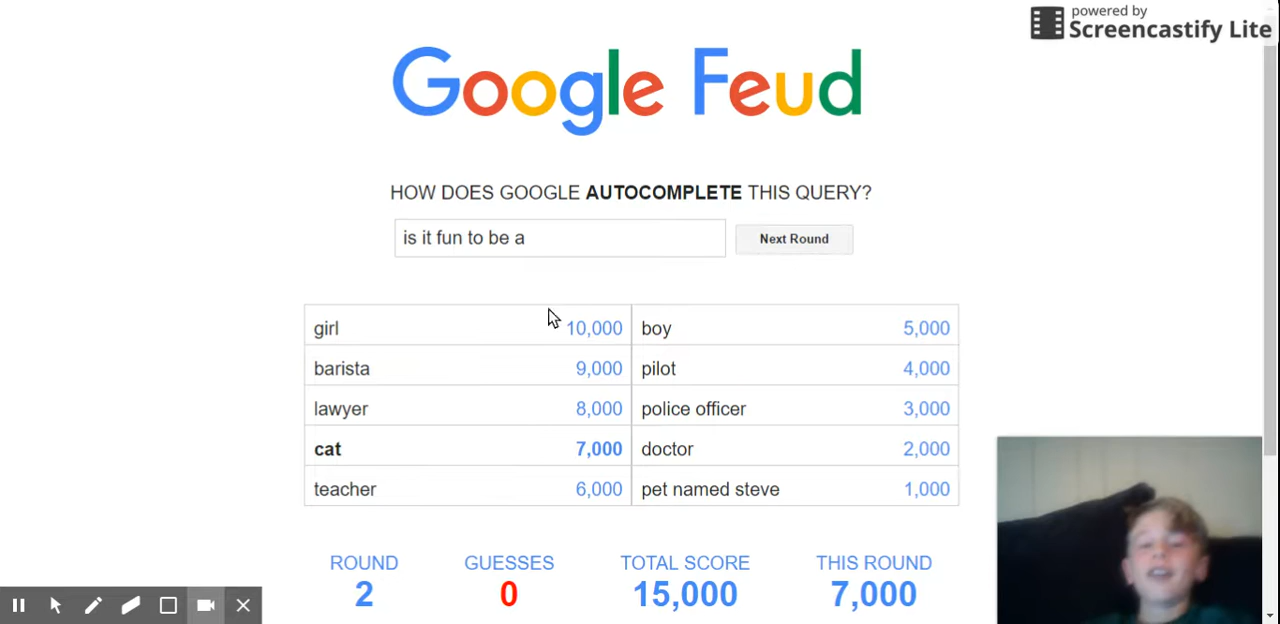 powered by
Screencastify Lite
Google Feud
HOW DOES GOOGLE AUTOCOMPLETE THIS QUERY?
is it fun to be a
Next Round
girl 10,000 boy 5,000
barista 9,000 pilot 4,000
lawyer 8,000 police officer 3,000
cat 7,000 doctor 2,000
teacher 6,000 pet named steve 1,000
ROUND GUESSES TOTAL SCORE THIS ROUND
2 0 15,000 7,000